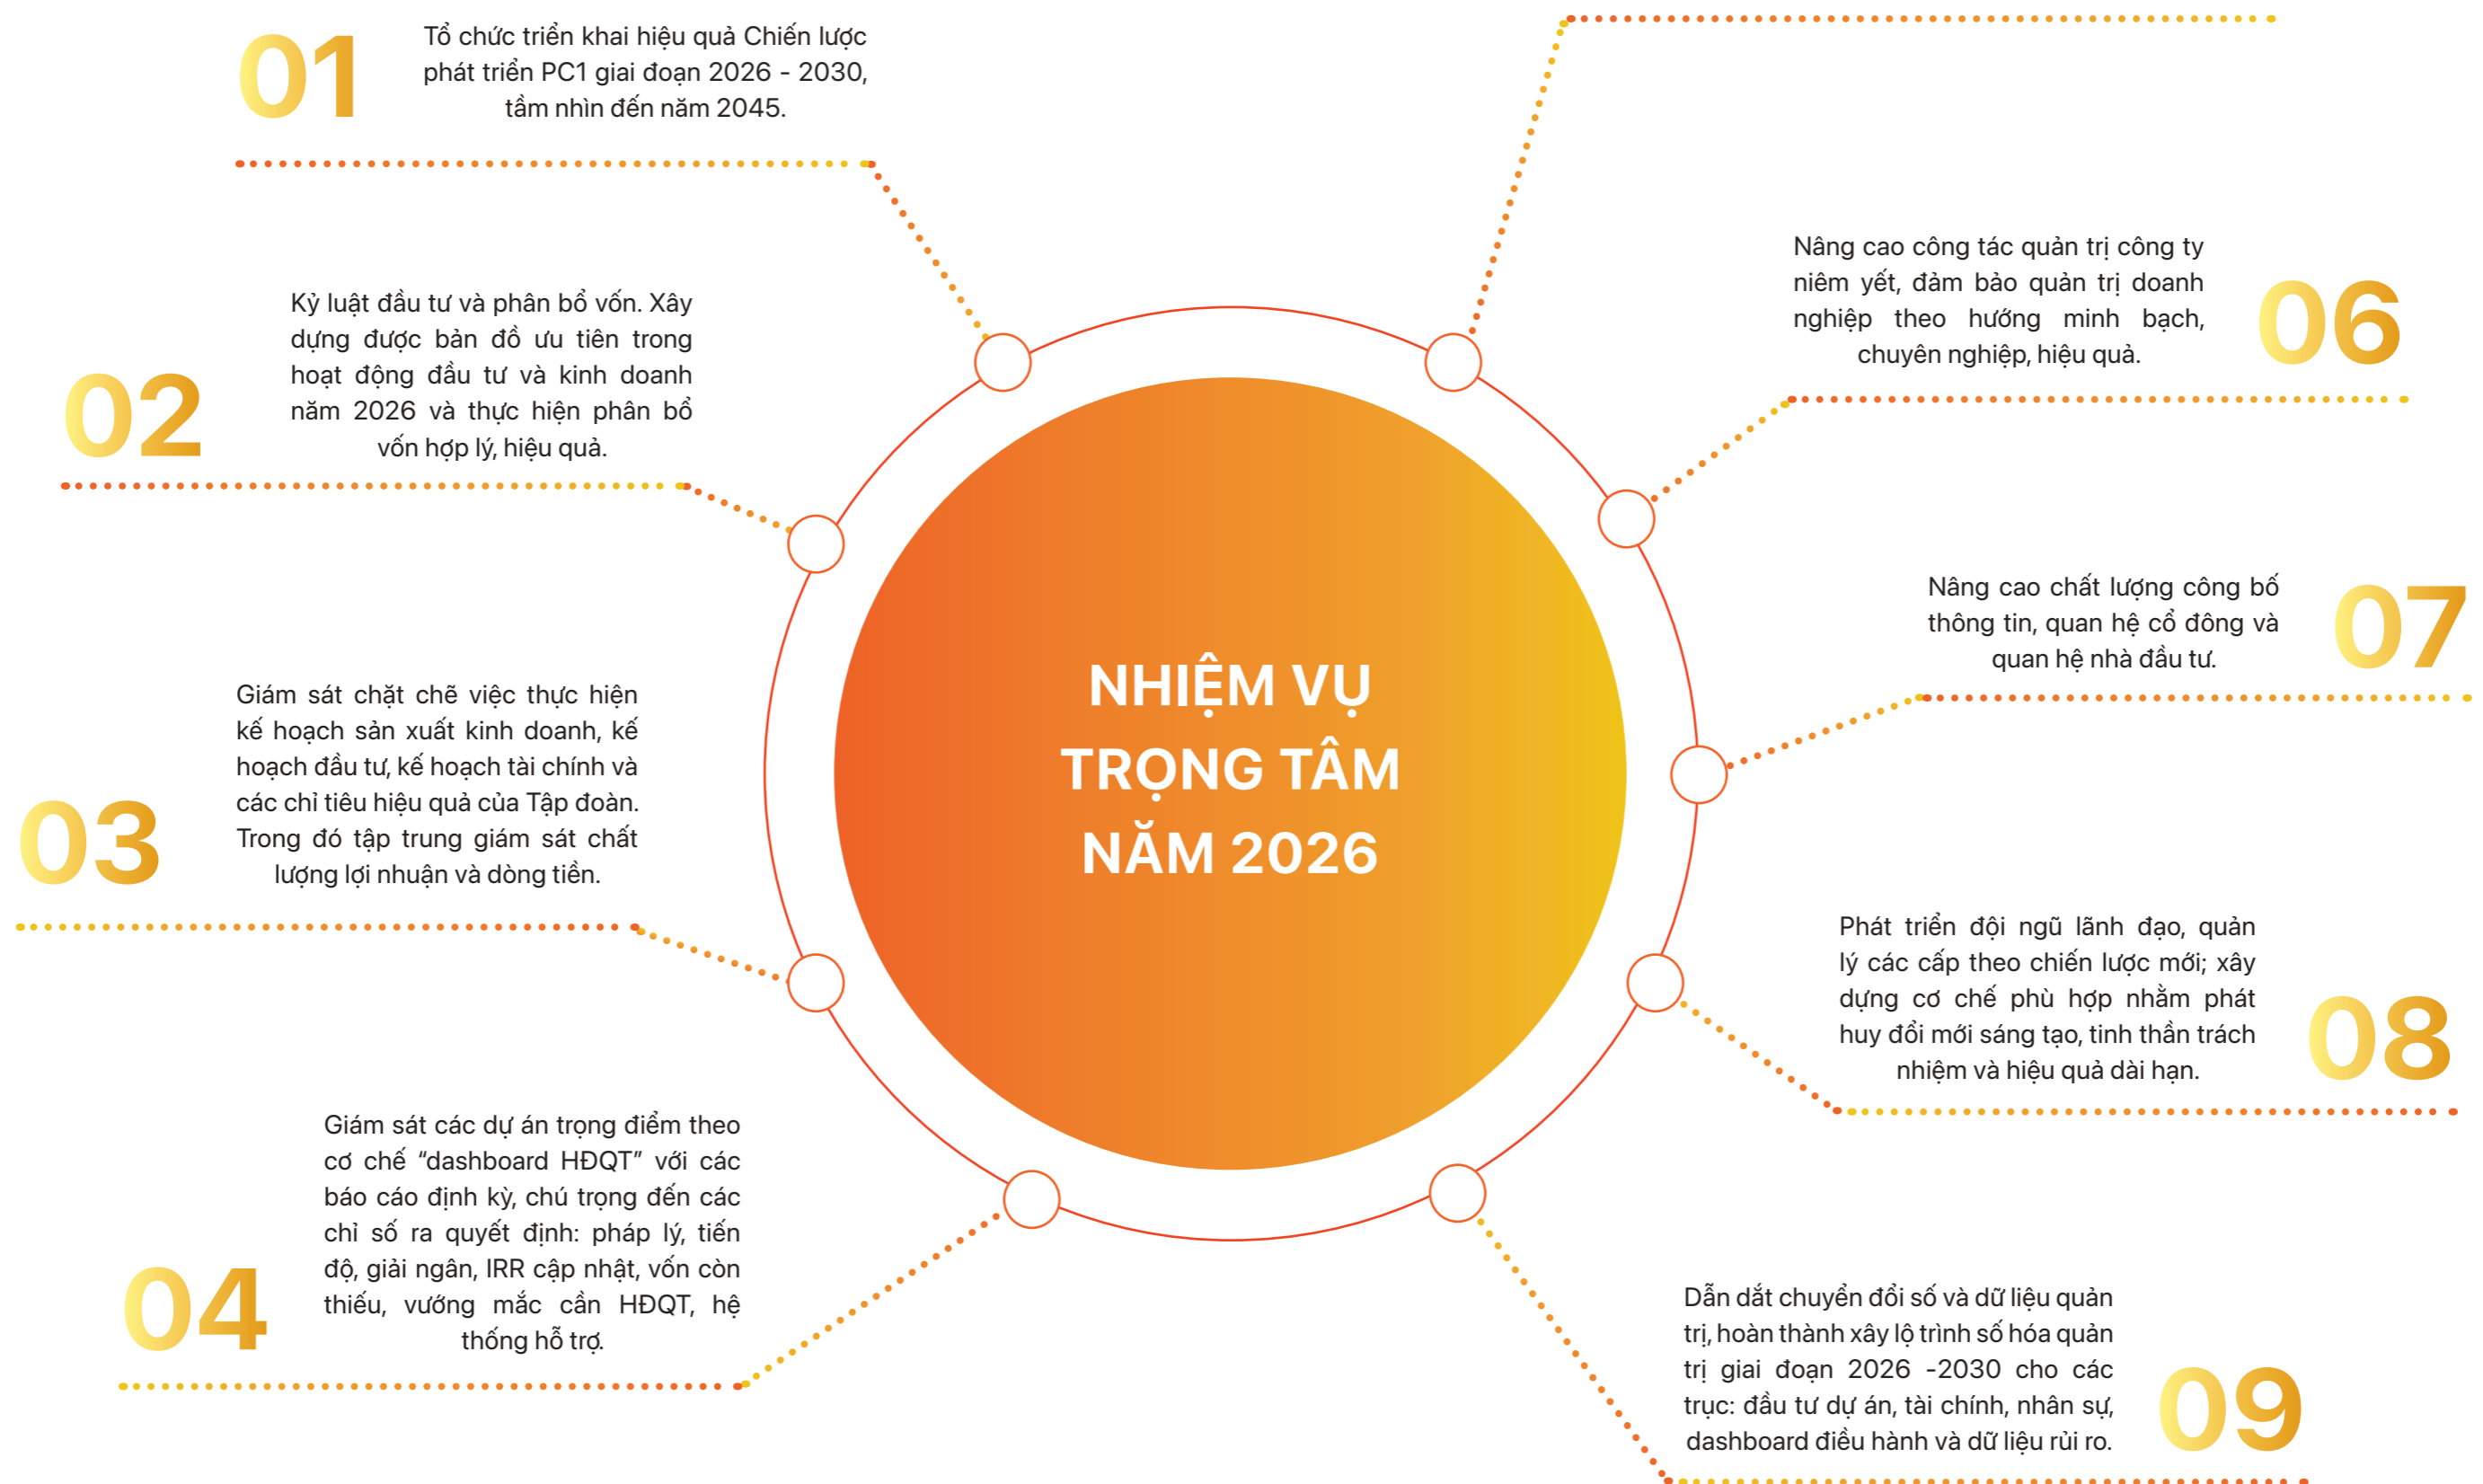 01
Tổ chức triển khai hiệu quả Chiến lược
phát triển PC1 giai đoạn 2026 - 2030,
tầm nhìn đến năm 2045.
02
Kỷ luật đầu tư và phân bổ vốn. Xây
dựng được bản đồ ưu tiên trong
hoạt động đầu tư và kinh doanh
năm 2026 và thực hiện phân bổ
vốn hợp lý, hiệu quả.
03
Giám sát chặt chẽ việc thực hiện
kế hoạch sản xuất kinh doanh, kế
hoạch đầu tư, kế hoạch tài chính và
các chỉ tiêu hiệu quả của Tập đoàn.
Trong đó tập trung giám sát chất
lượng lợi nhuận và dòng tiền.
04
Giám sát các dự án trọng điểm theo
cơ chế “dashboard HĐQT” với các
báo cáo định kỳ, chú trọng đến các
chỉ số ra quyết định: pháp lý, tiến
độ, giải ngân, IRR cập nhật, vốn còn
thiếu, vướng mắc cần HĐQT, hệ
thống hỗ trợ.
NHIỆM VỤ
TRỌNG TÂM
NĂM 2026
Nâng cao công tác quản trị công ty
niêm yết, đảm bảo quản trị doanh
nghiệp theo hướng minh bạch,
chuyên nghiệp, hiệu quả.
06
Nâng cao chất lượng công bố
thông tin, quan hệ cổ đông và
quan hệ nhà đầu tư.
07
Phát triển đội ngũ lãnh đạo, quản
lý các cấp theo chiến lược mới; xây
dựng cơ chế phù hợp nhằm phát
huy đổi mới sáng tạo, tinh thần trách
nhiệm và hiệu quả dài hạn.
08
Dẫn dắt chuyển đổi số và dữ liệu quản
trị, hoàn thành xây lộ trình số hóa quản
trị giai đoạn 2026 -2030 cho các
trục: đầu tư dự án, tài chính, nhân sự,
dashboard điều hành và dữ liệu rủi ro.
09